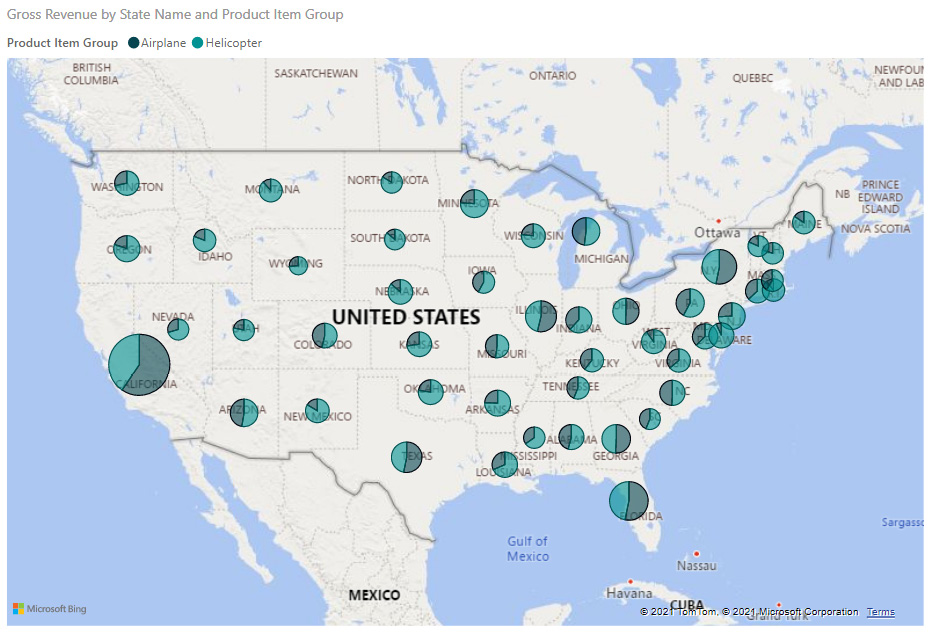 Gross Revenue by State Name and Product Item Group
Product Item Group Airplane Helicopter
BRITISH
COLUMBIA
SASKATCHEWAN
ONTARIO
QUEBEC
NEWFOUN
AND LAB
WASHINGTON
MONTANA
NORTH DAKOTA
MINNESOTA
PRINCE
EDWARD
ISLAND
NB
MAINE
NOVA SCOTIA
Ottawa
VT
OREGON
IDAHO
SOUTH DAKOTA
WISCONSIN
MICHIGAN
WYOMING
IOWA
N.Y.
MA
NEBRASKA
UNITED STATES
ILLINOIS
INDIANA
OHIO
PA
NJ
NEVADA
UTAH
COLORADO
KANSAS
MISSOURI
WEST
VIRGINIA
DELAWARE
KENTUCKY
VIRGINIA
CALIFORNIA
OKLAHOMA
TENNESSEE
NC
ARIZONA
NEW MEXICO
ARKANSAS
SC
TEXAS
MISSISSIPPI
ALABAMA
GEORGIA
LOUISIANA
FLORIDA
Sargass
Gulf of
Mexico
Nassau
Havana
MEXICO
CUBA
Microsoft Bing
© 2021 TomTom, © 2021 Microsoft Corporation Terms